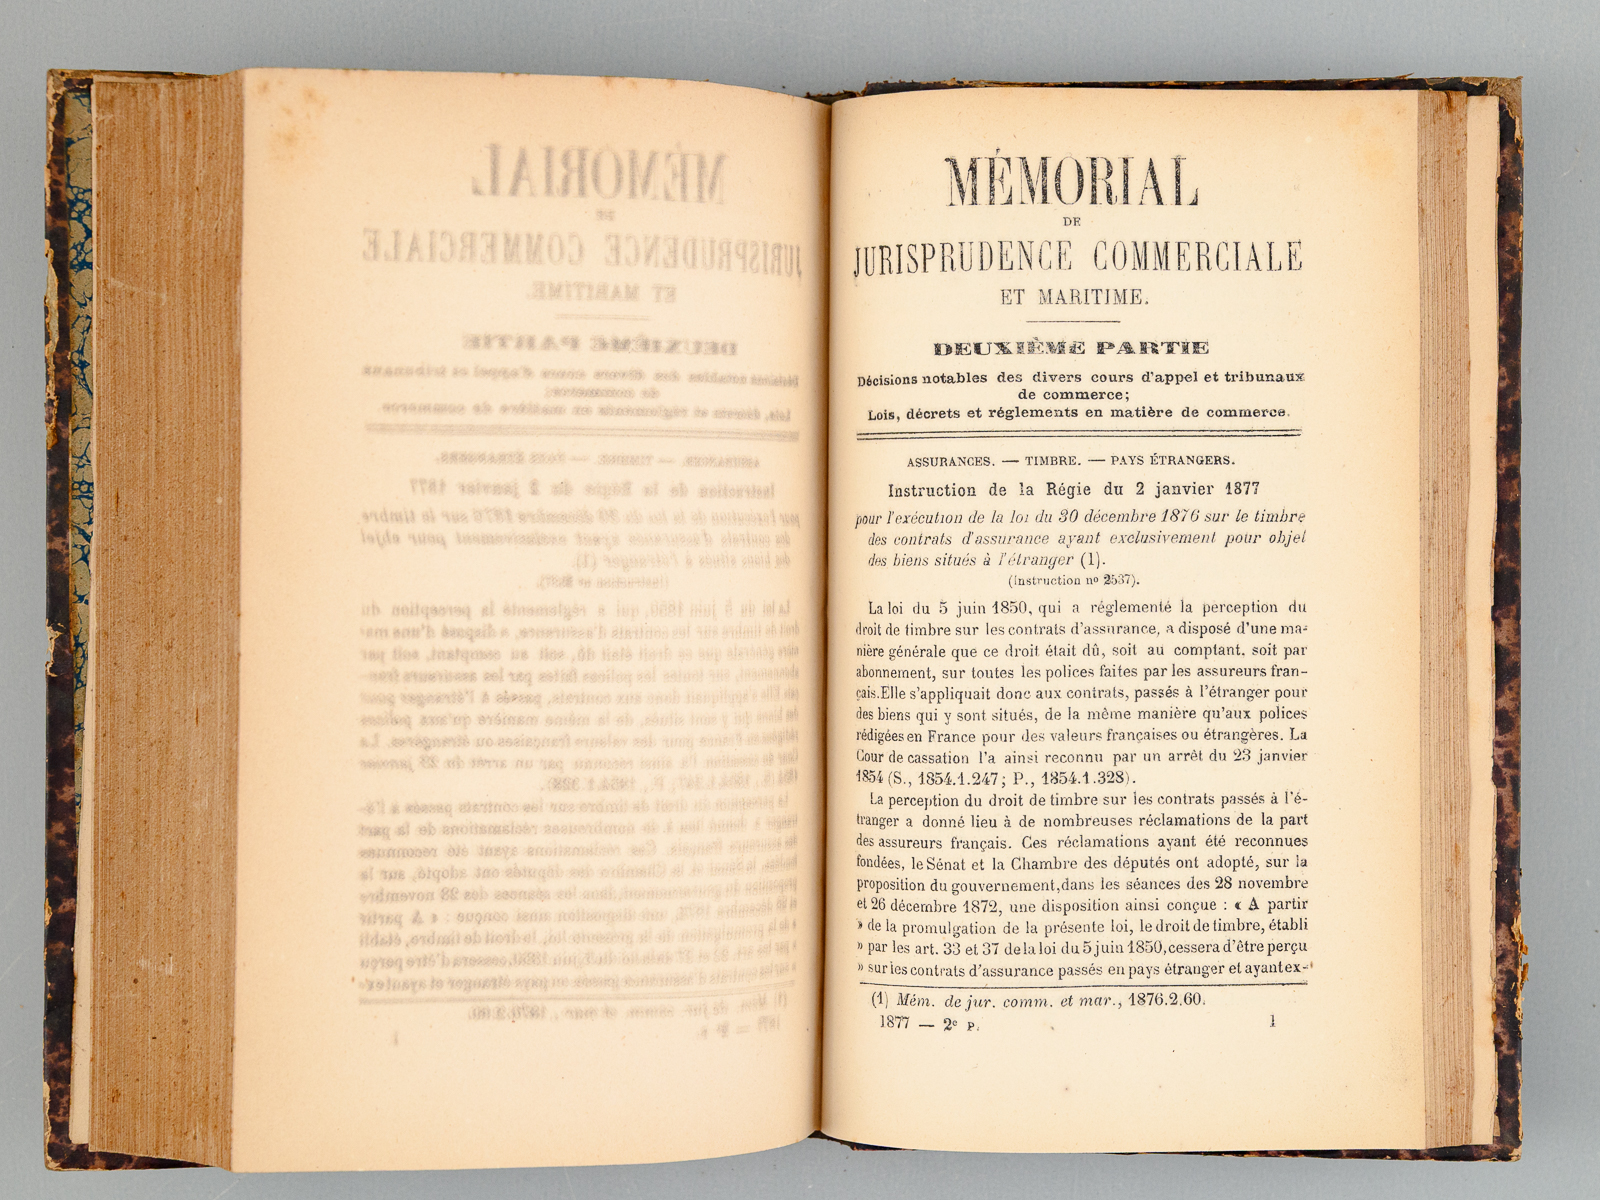 MÉMORIAL
DE
JURISPRUDENCE COMMERCIALE
ET MARITIME.
DEUXIÈME PARTIE
Décisions notables des divers cours d'appel et tribunaux
de commerce;
Lois, décrets et réglements en matière de commerce.
ASSURANCES. — TIMBRE. — PAYS ÉTRANGERS.
Instruction de la Régie du 2 janvier 1877
pour l'exécution de la loi du 30 décembre 1876 sur le timbre
des contrats d'assurance ayant exclusivement pour objet
des biens situés à l'étranger (1).
(Instruction nº 2537).
La loi du 5 juin 1850, qui a réglementé la perception du
droit de timbre sur les contrats d'assurance, a disposé d'une ma-
nière générale que ce droit était dû, soit au comptant, soit par
abonnement, sur toutes les polices faites par les assureurs fran-
çais. Elle s'appliquait donc aux contrats, passés à l'étranger pour
des biens qui y sont situés, de la même manière qu'aux polices
rédigées en France pour des valeurs françaises ou étrangères. La
Cour de cassation l'a ainsi reconnu par un arrêt du 23 janvier
1854 (S., 1854.1.247; P., 1854.1.328).
La perception du droit de timbre sur les contrats passés à l'é-
tranger a donné lieu à de nombreuses réclamations de la part
des assureurs français. Ces réclamations ayant été reconnues
fondées, le Sénat et la Chambre des députés ont adopté, sur la
proposition du gouvernement, dans les séances des 28 novembre
et 26 décembre 1872, une disposition ainsi conçue : « A partir
» de la promulgation de la présente loi, le droit de timbre, établi
» par les art. 33 et 37 de la loi du 5 juin 1850, cessera d'être perçu
» sur les contrats d'assurance passés en pays étranger et ayant ex-
(1) Mém. de jur. comm. et mar., 1876.2.60.
1877 — 2e P. 1